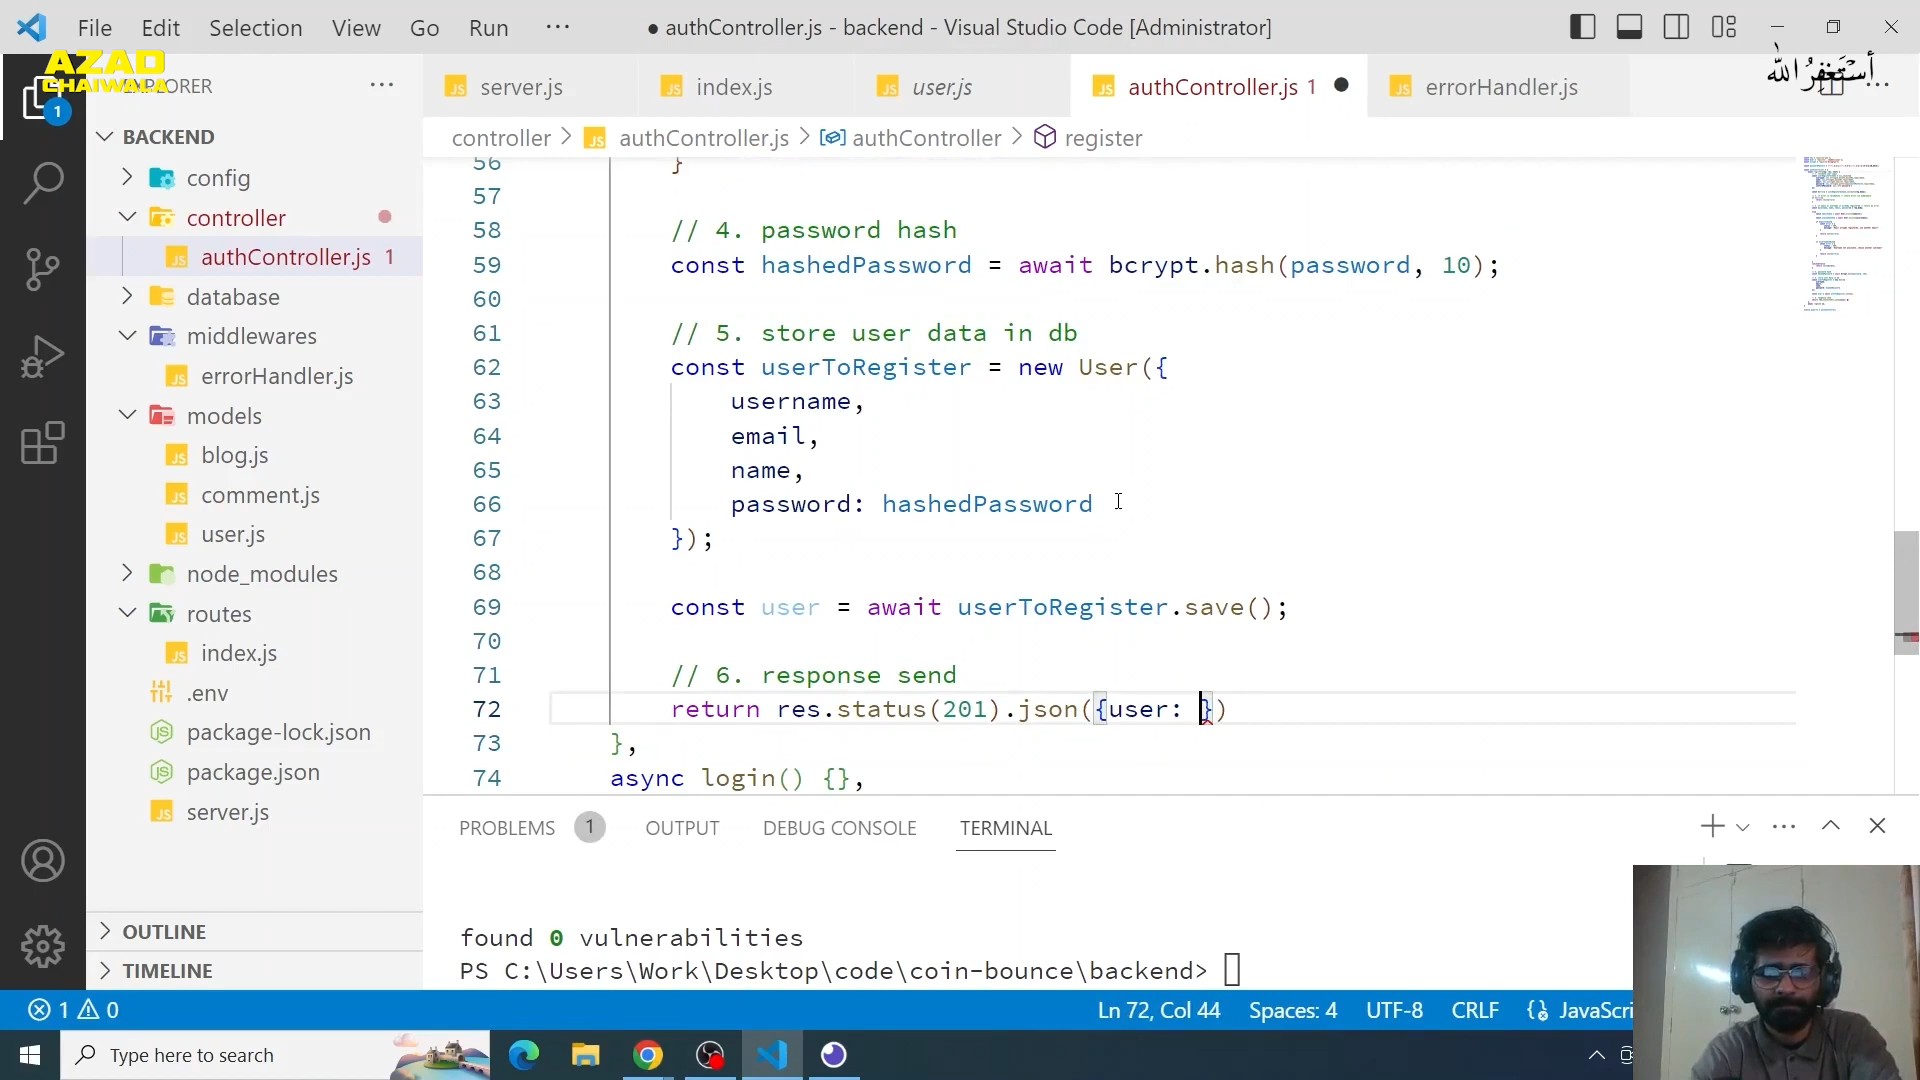 File Edit Selection View Go Run ··· ● authController.js - backend - Visual Studio Code [Administrator]
AZAD
CHAIWALA
أستغفر الله
EXPLORER ···
server.js index.js user.js authController.js 1 ● errorHandler.js ···
1
BACKEND
controller > authController.js > authController > register
config
controller
authController.js 1
database
middlewares
errorHandler.js
models
blog.js
comment.js
user.js
node_modules
routes
index.js
.env
package-lock.json
package.json
server.js
OUTLINE
TIMELINE
56 }
57
58 // 4. password hash
59 const hashedPassword = await bcrypt.hash(password, 10);
60
61 // 5. store user data in db
62 const userToRegister = new User({
63 username,
64 email,
65 name,
66 password: hashedPassword
67 });
68
69 const user = await userToRegister.save();
70
71 // 6. response send
72 return res.status(201).json({user: })
73 },
74 async login() {},
PROBLEMS 1 OUTPUT DEBUG CONSOLE TERMINAL
found 0 vulnerabilities
PS C:\Users\Work\Desktop\code\coin-bounce\backend>
1 0 Ln 72, Col 44 Spaces: 4 UTF-8 CRLF JavaScri
Type here to search